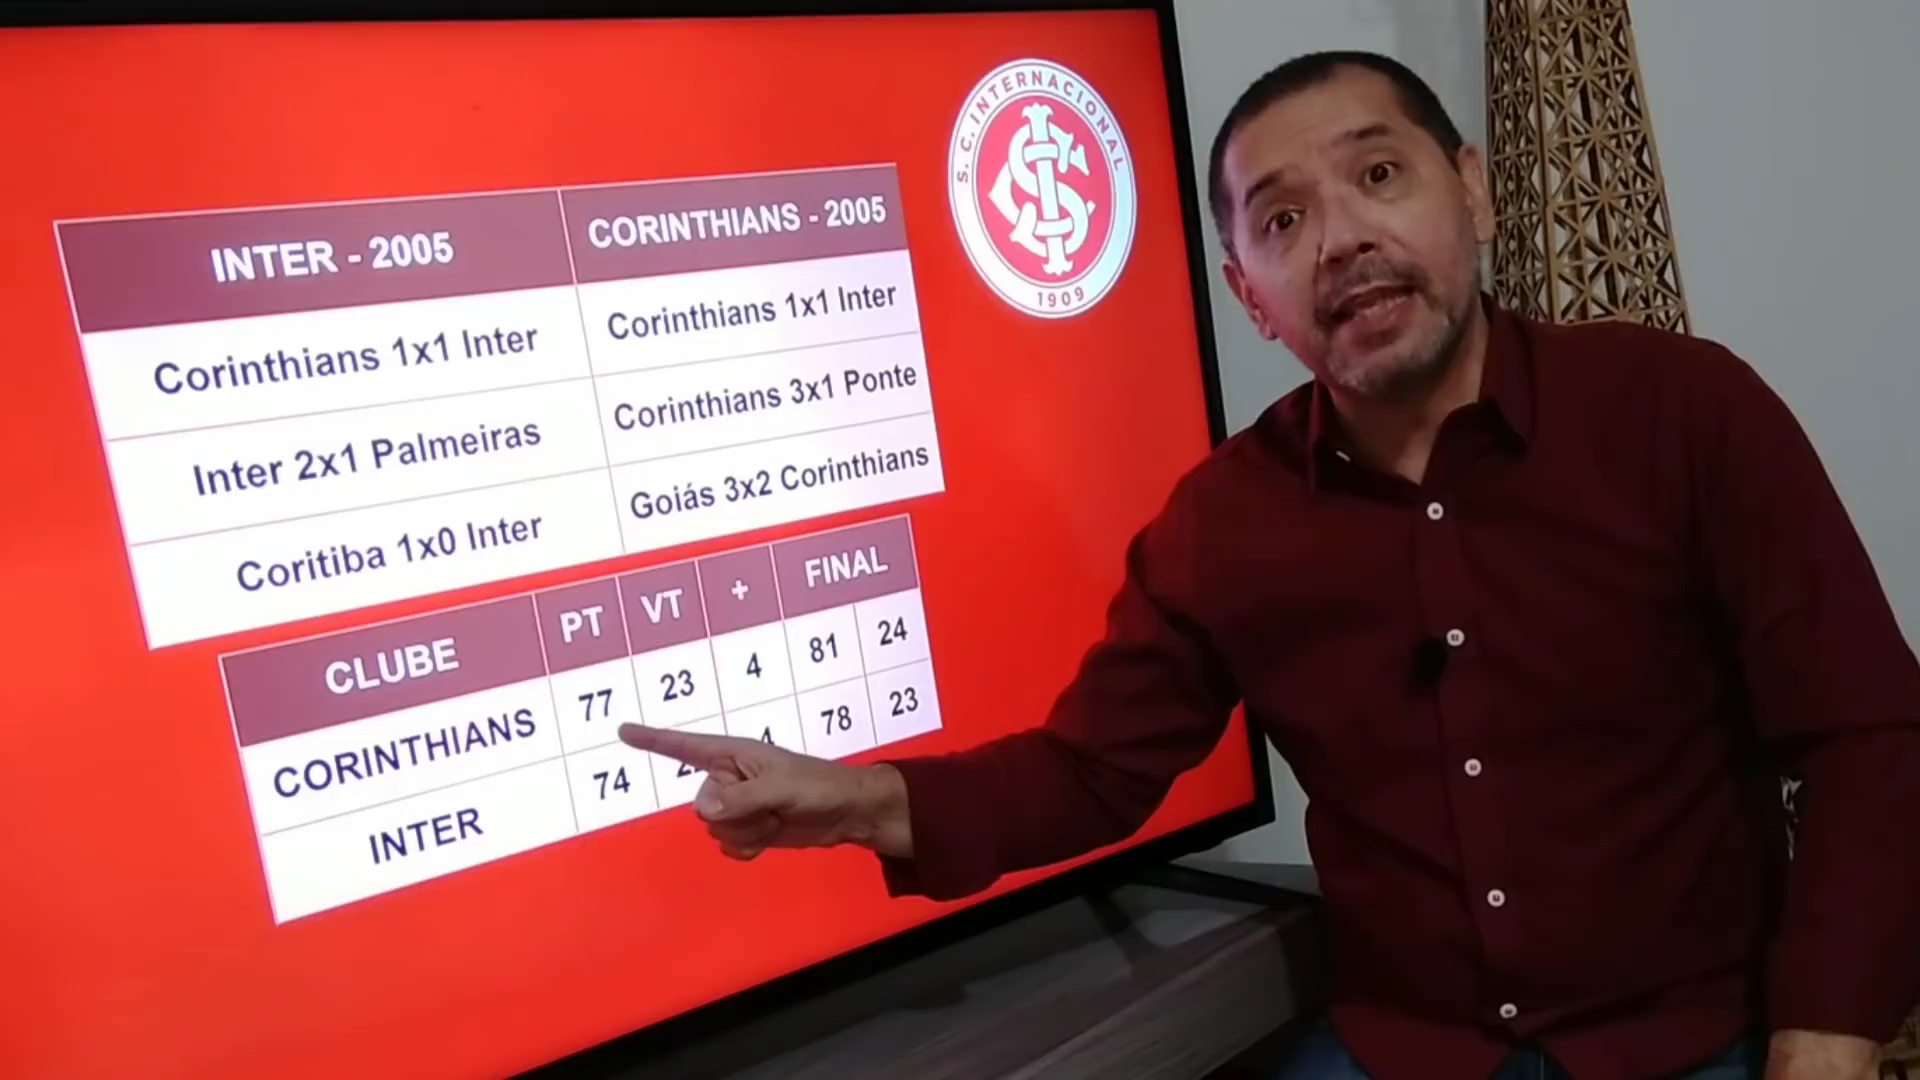 S. C. INTERNACIONAL
1909
INTER - 2005 CORINTHIANS - 2005
Corinthians 1x1 Inter Corinthians 1x1 Inter
Inter 2x1 Palmeiras Corinthians 3x1 Ponte
Coritiba 1x0 Inter Goiás 3x2 Corinthians
CLUBE PT VT + FINAL
CORINTHIANS 77 23 4 81 24
INTER 74 78 23